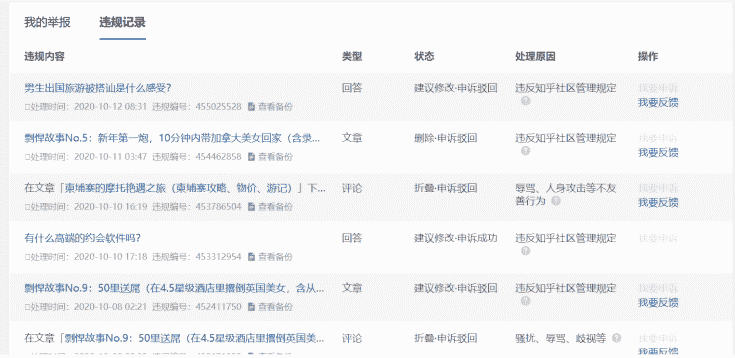 我的举报 违规记录
违规内容 类型 状态 处理原因 操作
男生出国旅游被搭讪是什么感受? 回答 建议修改·申诉驳回 违反知乎社区管理规定 我要申诉
处理时间：2020-10-12 08:31 违规编号：455025528 查看备份 我要反馈
剽悍故事No.5：新年第一炮，10分钟内带加拿大美女回家（含录... 文章 删除·申诉驳回 违反知乎社区管理规定 我要申诉
处理时间：2020-10-11 03:47 违规编号：454462858 查看备份 我要反馈
在文章「柬埔寨的摩托艳遇之旅（柬埔寨攻略、物价、游记）」下... 评论 折叠·申诉驳回 辱骂、人身攻击等不友 我要申诉
处理时间：2020-10-10 16:19 违规编号：453786504 查看备份 善行为 我要反馈
有什么高端的约会软件吗? 回答 建议修改·申诉成功 违反知乎社区管理规定 我要申诉
处理时间：2020-10-10 17:18 违规编号：453312954 查看备份
剽悍故事No.9：50里送屌（在4.5星级酒店里撂倒英国美女，含从... 文章 建议修改·申诉驳回 违反知乎社区管理规定 我要申诉
处理时间：2020-10-08 02:21 违规编号：452411750 查看备份 我要反馈
在文章「剽悍故事No.9：50里送屌（在4.5星级酒店里撂倒英国美... 评论 折叠·申诉驳回 骚扰、辱骂、歧视等 我要申诉
我要反馈